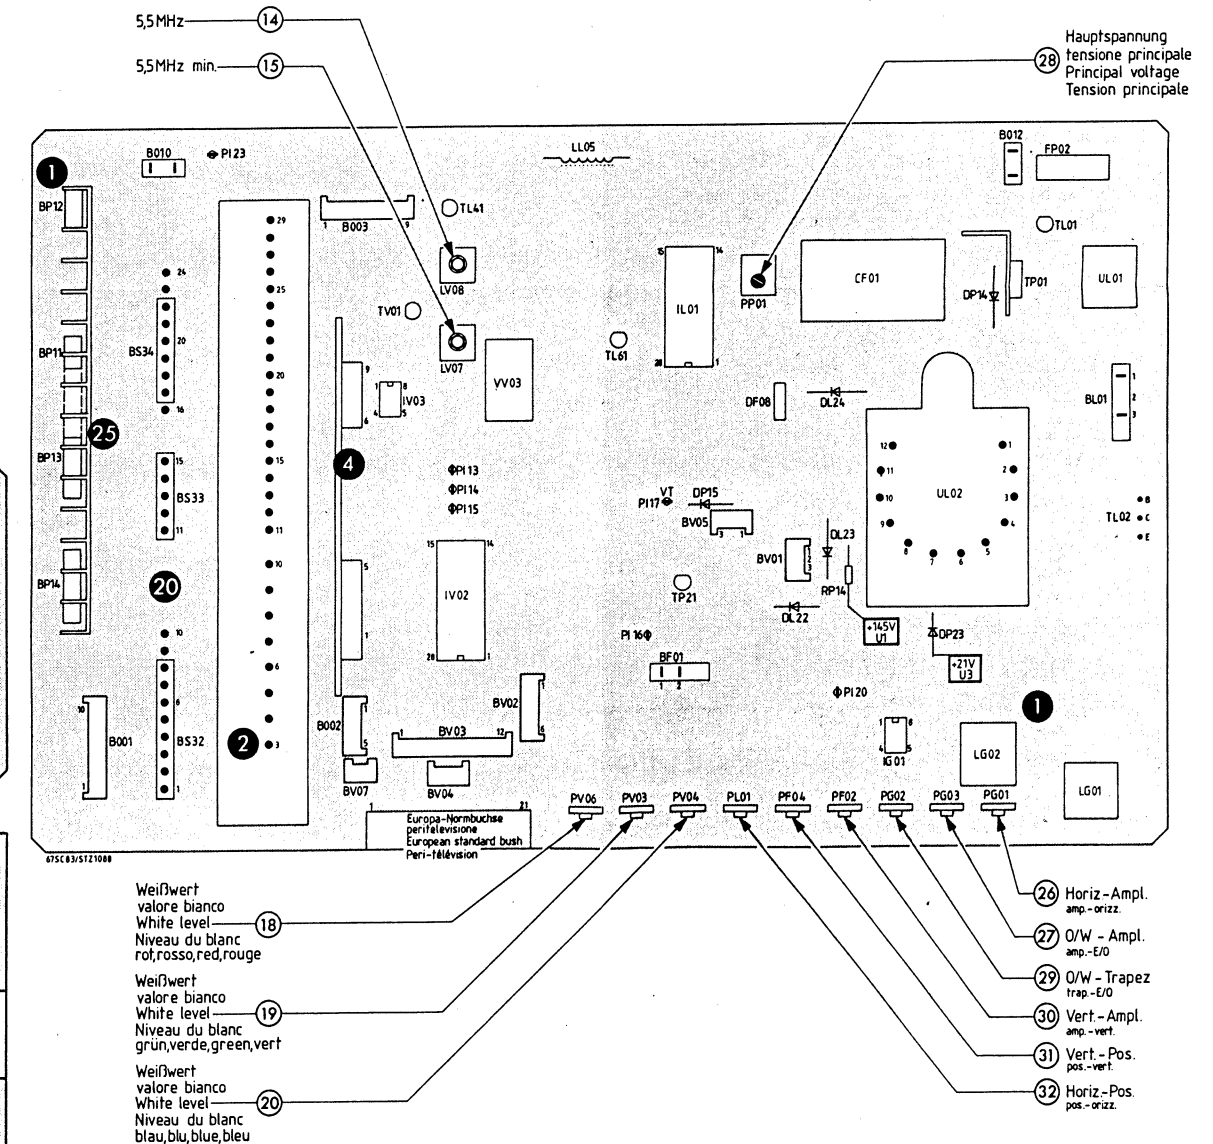 5,5MHz 14
5,5MHz min. 15
28
Hauptspannung
tensione principale
Principal voltage
Tension principale
1
B010
PI23
LL05
B012
FP02
BP12
29
1 B003 9
TL41
TL01
24
25
LV08
15
14
PP01
CF01
DP14
TP01
UL01
TV01
IL01
BP11
BS34
20
20
LV07
TL61
28
1
VV03
9
1 8
IV03
4 5
6
DF08
DL24
BL01
1
2
3
16
25
BP13
15
15
4
12
1
11
2
PI13
PI14
PI15
VT
PI17
DP15
BV05
3 1
10
UL02
3
BS33
9
4
8
7
6
5
TL02
B
C
E
11
11
DL23
BV01
1
2
3
BP14
20
10
5
15
14
IV02
TP21
RP14
DL22
+145V
U1
DP23
+21V
U3
10
1
28
1
PI16
BF01
1 2
6
PI20
1
10
B001
1
6
BS32
1
2
3
B002
1
5
BV03
1
12
BV02
1
6
1 8
4 5
IG01
LG02
LG01
BV07
BV04
1
21
Europa-Normbuchse
peritelevisione
European standard bush
Peri-télévision
PV06
PV03
PV04
PL01
PF04
PF02
PG02
PG03
PG01
67SC83/STZ1088
Weißwert
valore bianco
White level 18
Niveau du blanc
rot,rosso,red,rouge
Weißwert
valore bianco
White level 19
Niveau du blanc
grün,verde,green,vert
Weißwert
valore bianco
White level 20
Niveau du blanc
blau,blu,blue,bleu
26 Horiz-Ampl.
amp.-orizz.
27 O/W - Ampl.
amp.-E/O
29 O/W - Trapez
trap.-E/O
30 Vert.-Ampl.
amp.-vert.
31 Vert.-Pos.
pos.-vert.
32 Horiz.-Pos.
pos.-orizz.